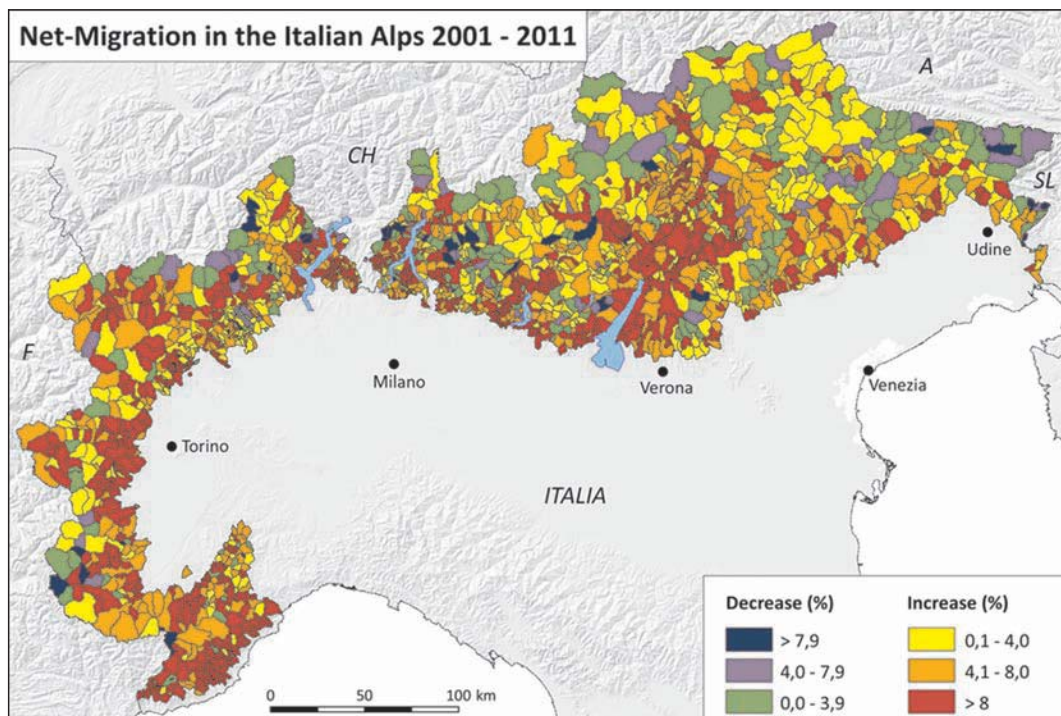 Net-Migration in the Italian Alps 2001 - 2011
A
CH
SL
Udine
F
Milano
Verona
Venezia
Torino
ITALIA
Decrease (%)
> 7,9
4,0 - 7,9
0,0 - 3,9
Increase (%)
0,1 - 4,0
4,1 - 8,0
> 8
0 50 100 km